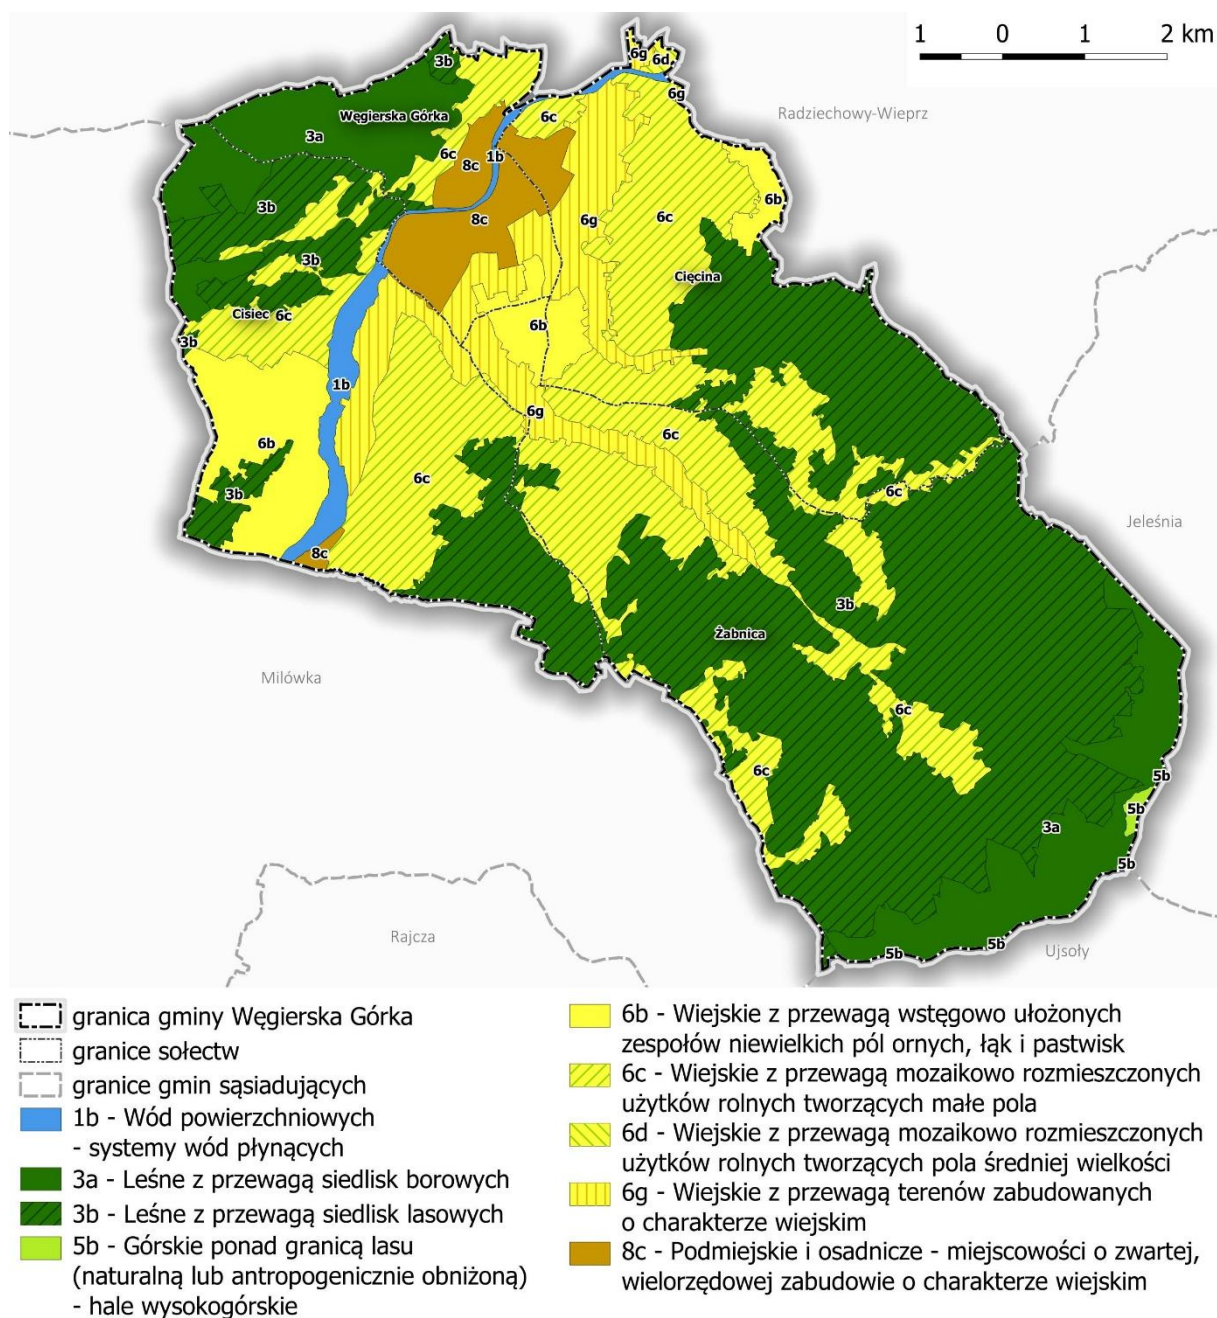 1 0 1 2 km
3b
6g 6d
6g
Radziechowy-Wieprz
Węgierska Górka
6c
3a
6c
1b
8c
6b
3b
6c
8c
6g
3b
Cięcina
Cisiec 6c
6b
3b
1b
6g
6c
6b
6c
3b
6c
Jeleśnia
8c
3b
Żabnica
Milówka
6c
6c
5b
5b
3a
5b
Rajcza
5b
5b
Ujsoły
granica gminy Węgierska Górka
granice sołectw
granice gmin sąsiadujących
1b - Wód powierzchniowych
- systemy wód płynących
3a - Leśne z przewagą siedlisk borowych
3b - Leśne z przewagą siedlisk lasowych
5b - Górskie ponad granicą lasu
(naturalną lub antropogenicznie obniżoną)
- hale wysokogórskie
6b - Wiejskie z przewagą wstęgowo ułożonych
zespołów niewielkich pól ornych, łąk i pastwisk
6c - Wiejskie z przewagą mozaikowo rozmieszczonych
użytków rolnych tworzących małe pola
6d - Wiejskie z przewagą mozaikowo rozmieszczonych
użytków rolnych tworzących pola średniej wielkości
6g - Wiejskie z przewagą terenów zabudowanych
o charakterze wiejskim
8c - Podmiejskie i osadnicze - miejscowości o zwartej,
wielorzędowej zabudowie o charakterze wiejskim